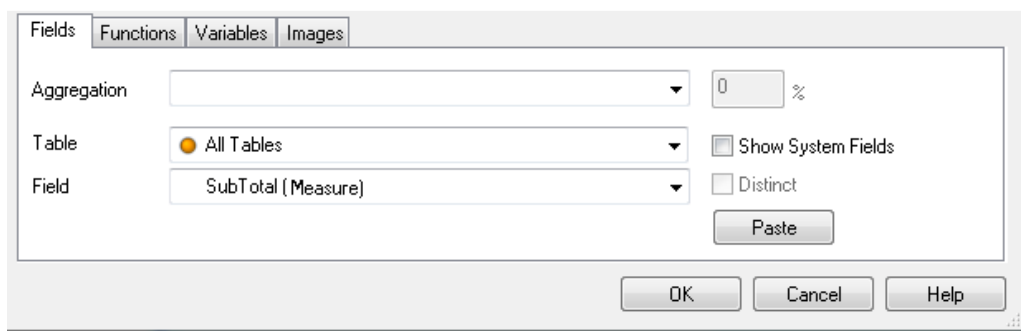 Fields Functions Variables Images
Aggregation 0 %
Table All Tables Show System Fields
Field SubTotal (Measure) Distinct
Paste
OK Cancel Help